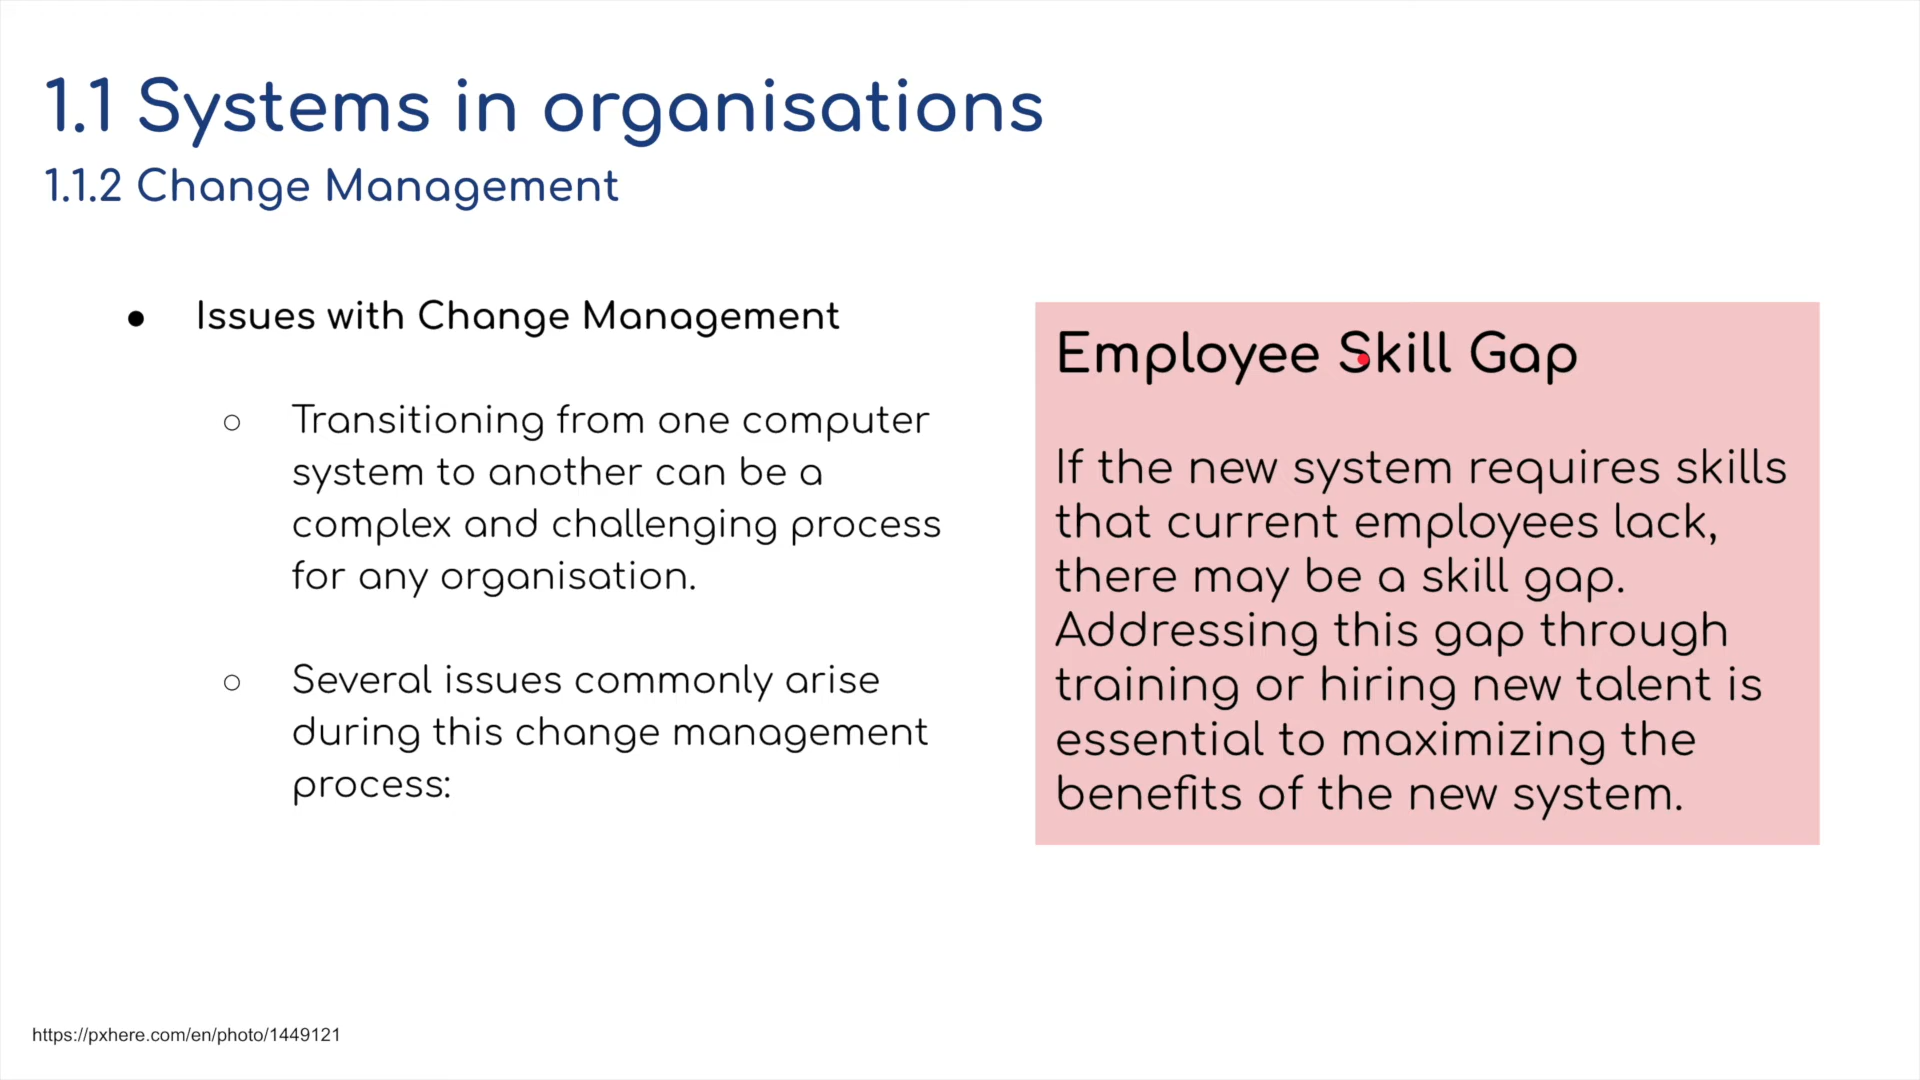 1.1 Systems in organisations
1.1.2 Change Management
● Issues with Change Management
○ Transitioning from one computer
system to another can be a
complex and challenging process
for any organisation.
○ Several issues commonly arise
during this change management
process:
Employee Skill Gap
If the new system requires skills
that current employees lack,
there may be a skill gap.
Addressing this gap through
training or hiring new talent is
essential to maximizing the
benefits of the new system.
https://pxhere.com/en/photo/1449121